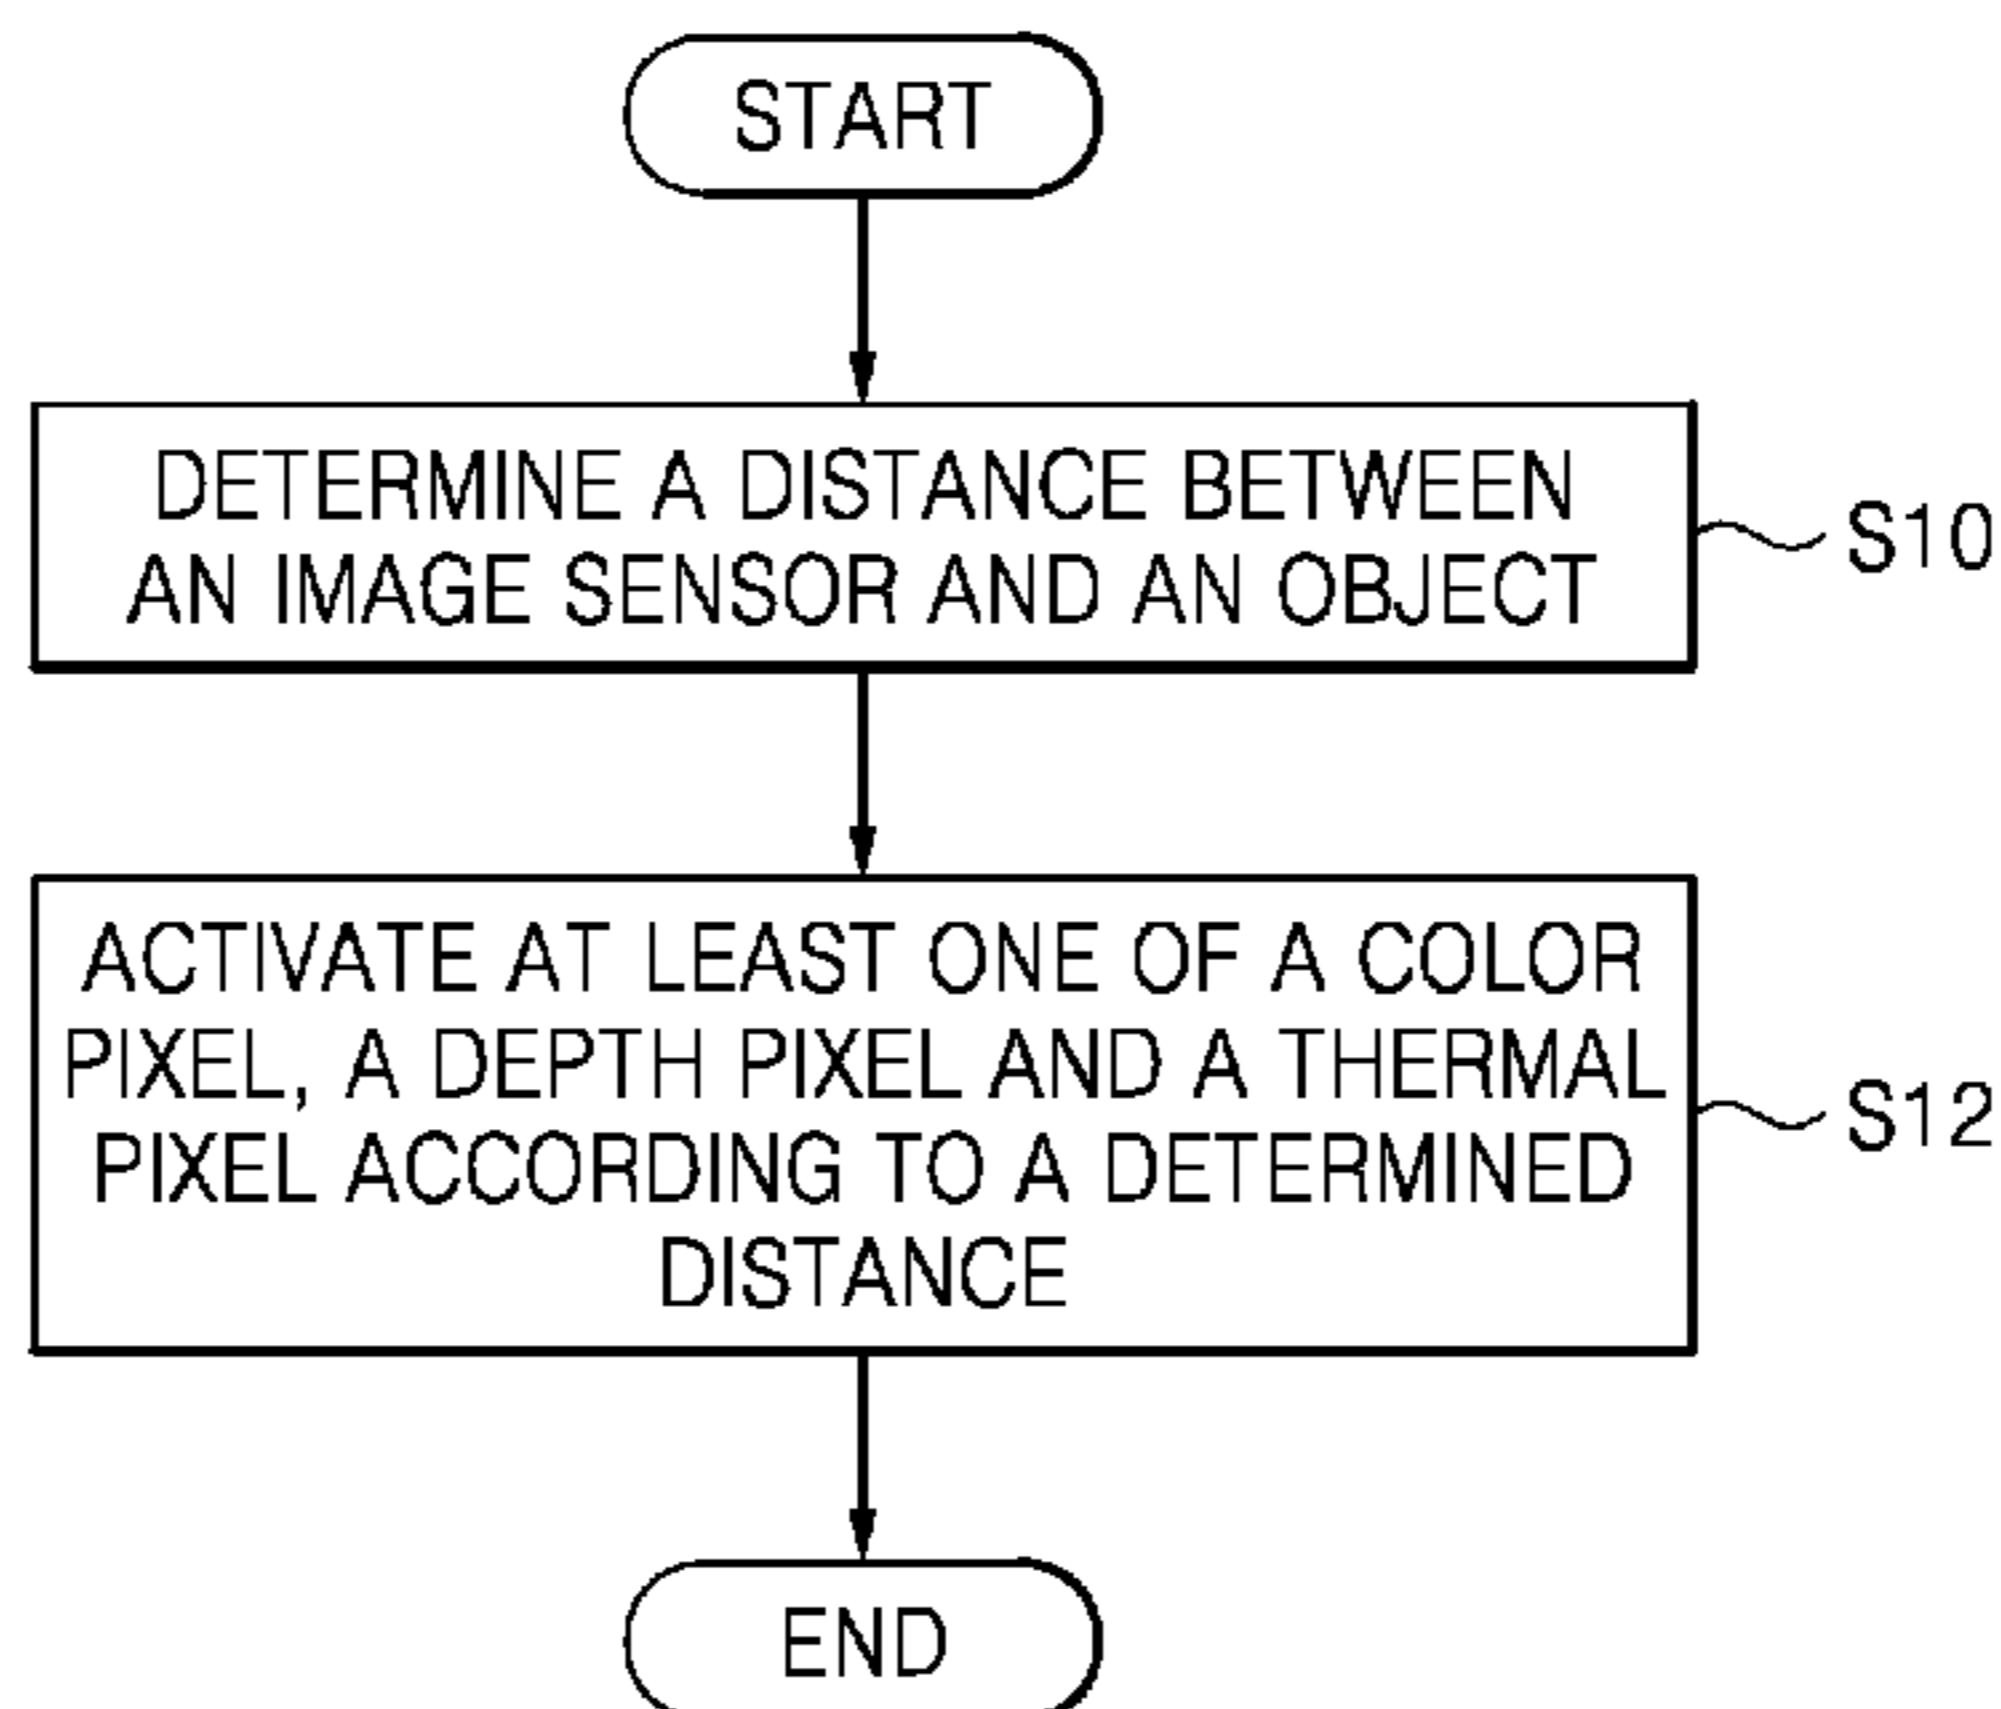 START
DETERMINE A DISTANCE BETWEEN
AN IMAGE SENSOR AND AN OBJECT
S10
ACTIVATE AT LEAST ONE OF A COLOR
PIXEL, A DEPTH PIXEL AND A THERMAL
PIXEL ACCORDING TO A DETERMINED
DISTANCE
S12
END